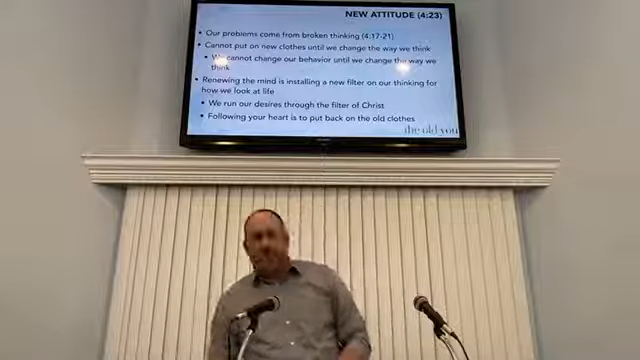 NEW ATTITUDE (4:23)
• Our problems come from broken thinking (4:17-21)
• Cannot put on new clothes until we change the way we think
• We cannot change our behavior until we change the way we
think
• Renewing the mind is installing a new filter on our thinking for
how we look at life
• We run our desires through the filter of Christ
• Following your heart is to put back on the old clothes
the old you